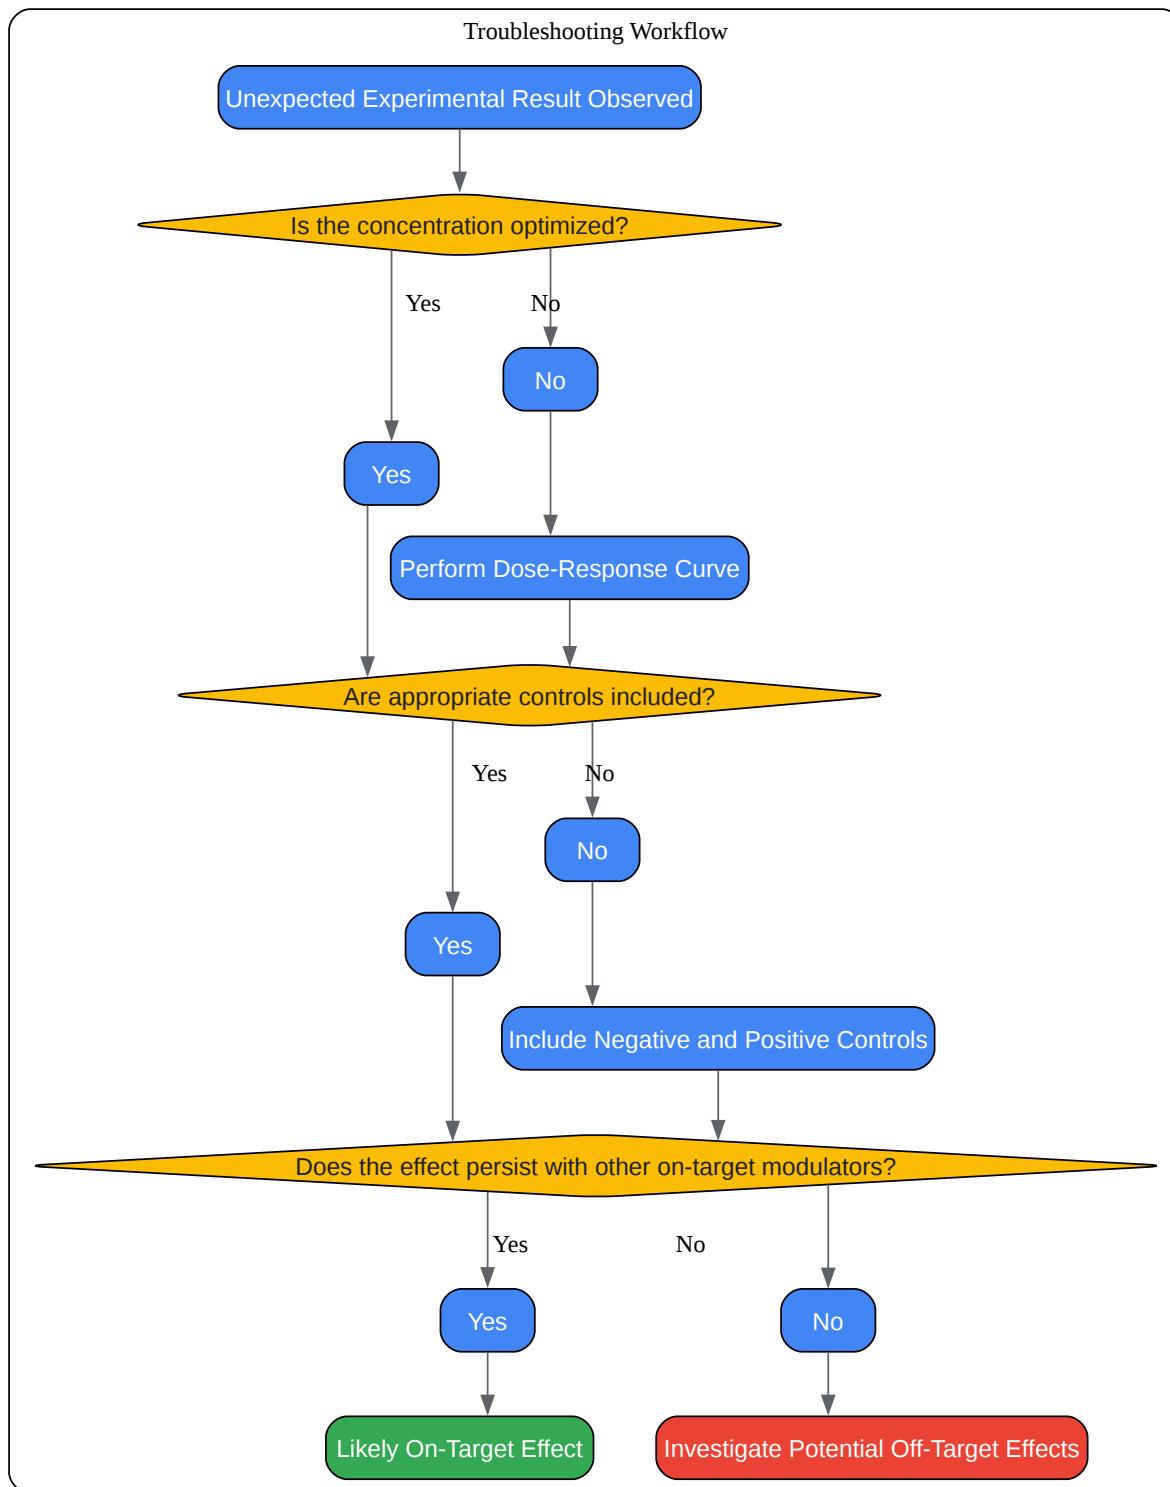 Troubleshooting Workflow
Unexpected Experimental Result Observed
Is the concentration optimized?
Yes
No
No
Yes
Perform Dose-Response Curve
Are appropriate controls included?
Yes
No
No
Yes
Include Negative and Positive Controls
Does the effect persist with other on-target modulators?
Yes
No
Yes
No
Likely On-Target Effect
Investigate Potential Off-Target Effects